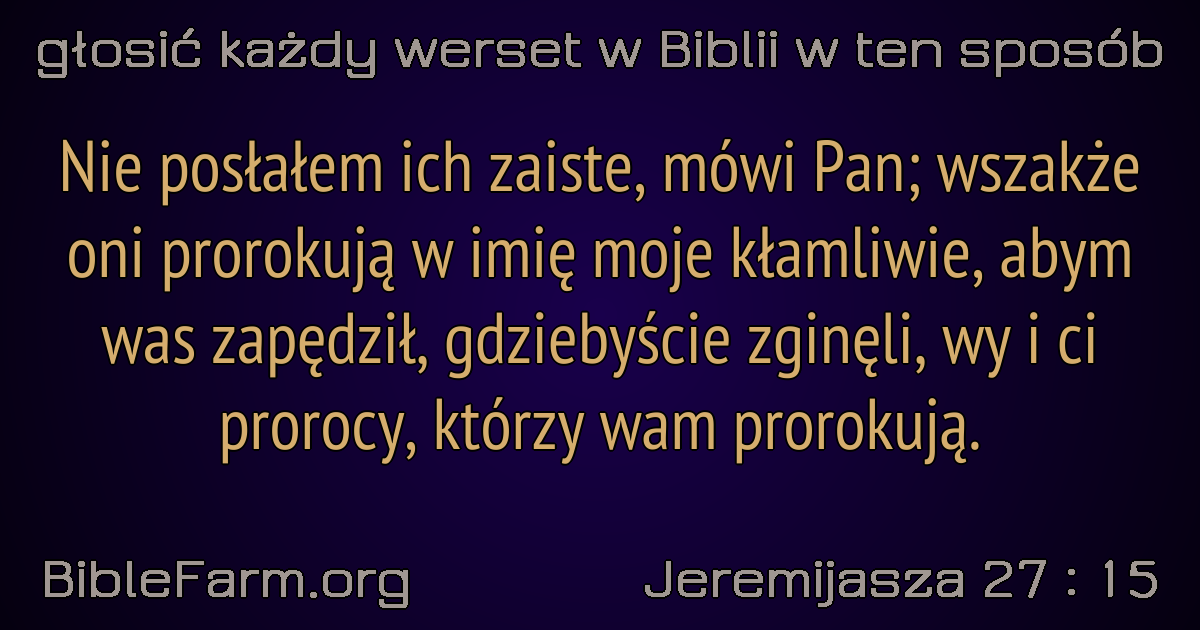 głosić każdy werset w Biblii w ten sposób
Nie posłałem ich zaiste, mówi Pan; wszakże
oni prorokują w imię moje kłamliwie, abym
was zapędził, gdziebyście zginęli, wy i ci
prorocy, którzy wam prorokują.
BibleFarm.org
Jeremijasza 27 : 15